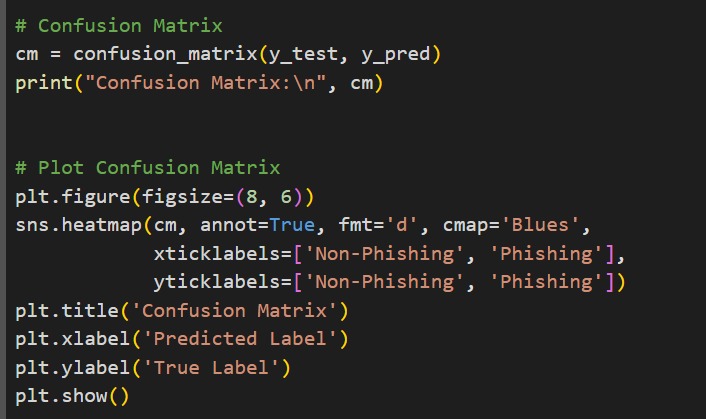 # Confusion Matrix
cm = confusion_matrix(y_test, y_pred)
print("Confusion Matrix:\n", cm)
# Plot Confusion Matrix
plt.figure(figsize=(8, 6))
sns.heatmap(cm, annot=True, fmt='d', cmap='Blues',
            xticklabels=['Non-Phishing', 'Phishing'],
            yticklabels=['Non-Phishing', 'Phishing'])
plt.title('Confusion Matrix')
plt.xlabel('Predicted Label')
plt.ylabel('True Label')
plt.show()